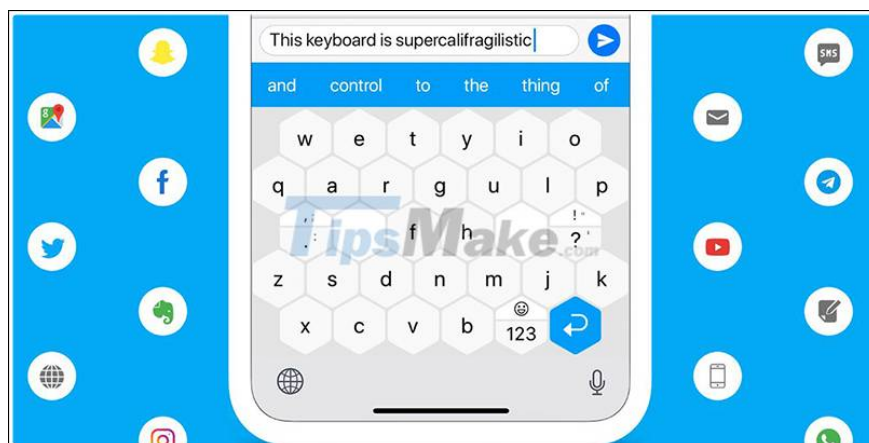 This keyboard is supercalifragilistic
SMS
and control to the thing of
w e t y i o
q a r g u l p
, ; . : f h ! " ? '
TipsMake.com
z s d n m j k
x c v b 123